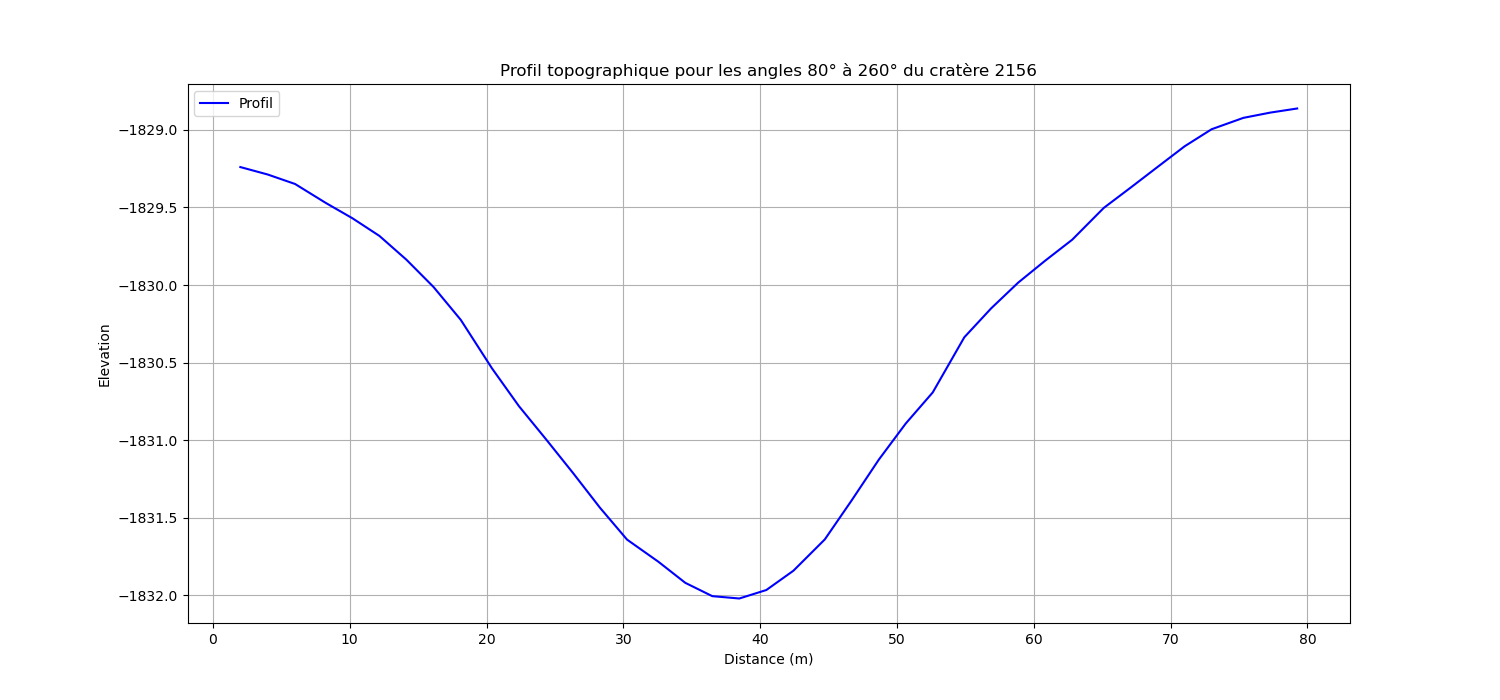 Profil topographique pour les angles 80° à 260° du cratère 2156
Profil
−1829.0
−1829.5
−1830.0
−1830.5
−1831.0
−1831.5
−1832.0
Elevation
0 10 20 30 40 50 60 70 80
Distance (m)